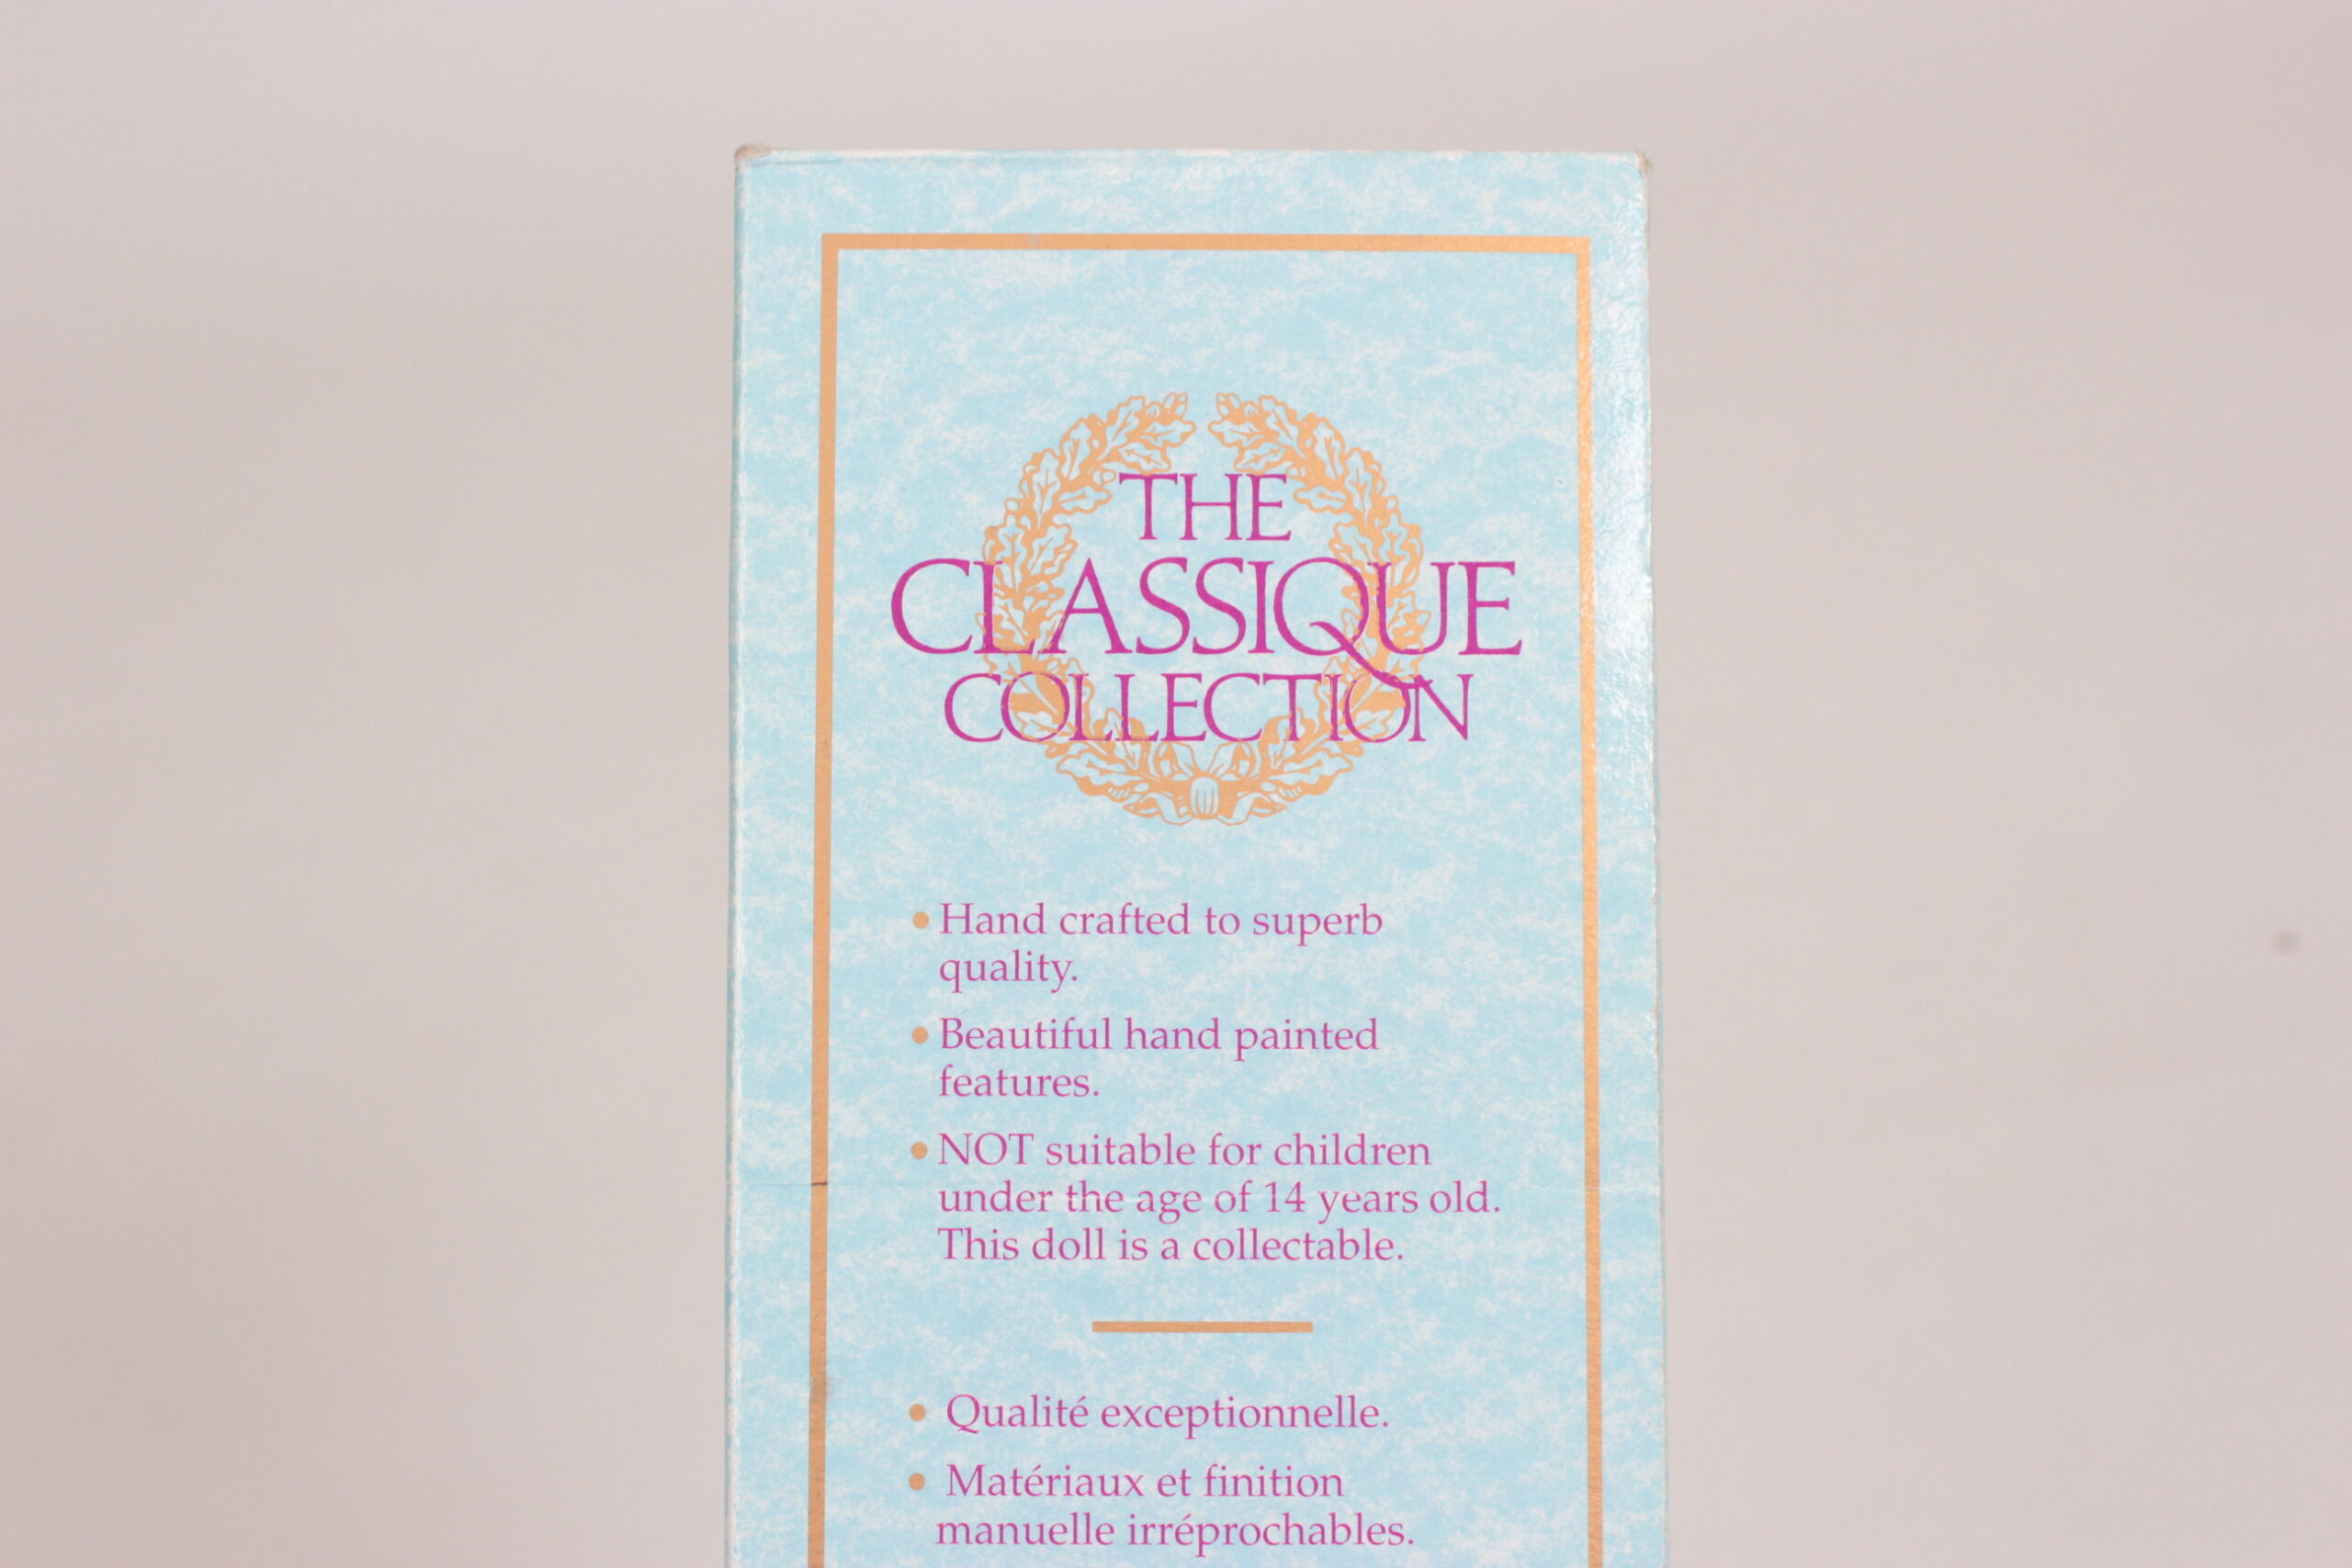 THE
CLASSIQUE
COLLECTION
• Hand crafted to superb
quality.
• Beautiful hand painted
features.
• NOT suitable for children
under the age of 14 years old.
This doll is a collectable.
• Qualité exceptionnelle.
• Matériaux et finition
manuelle irréprochables.